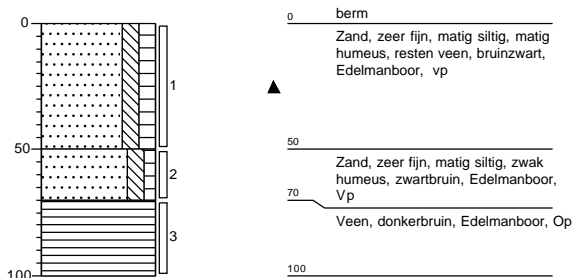 0
50
100
1
2
3
0 berm
Zand, zeer fijn, matig siltig, matig
humeus, resten veen, bruinzwart,
Edelmanboor, vp
50
Zand, zeer fijn, matig siltig, zwak
humeus, zwartbruin, Edelmanboor,
Vp
70
Veen, donkerbruin, Edelmanboor, Op
100